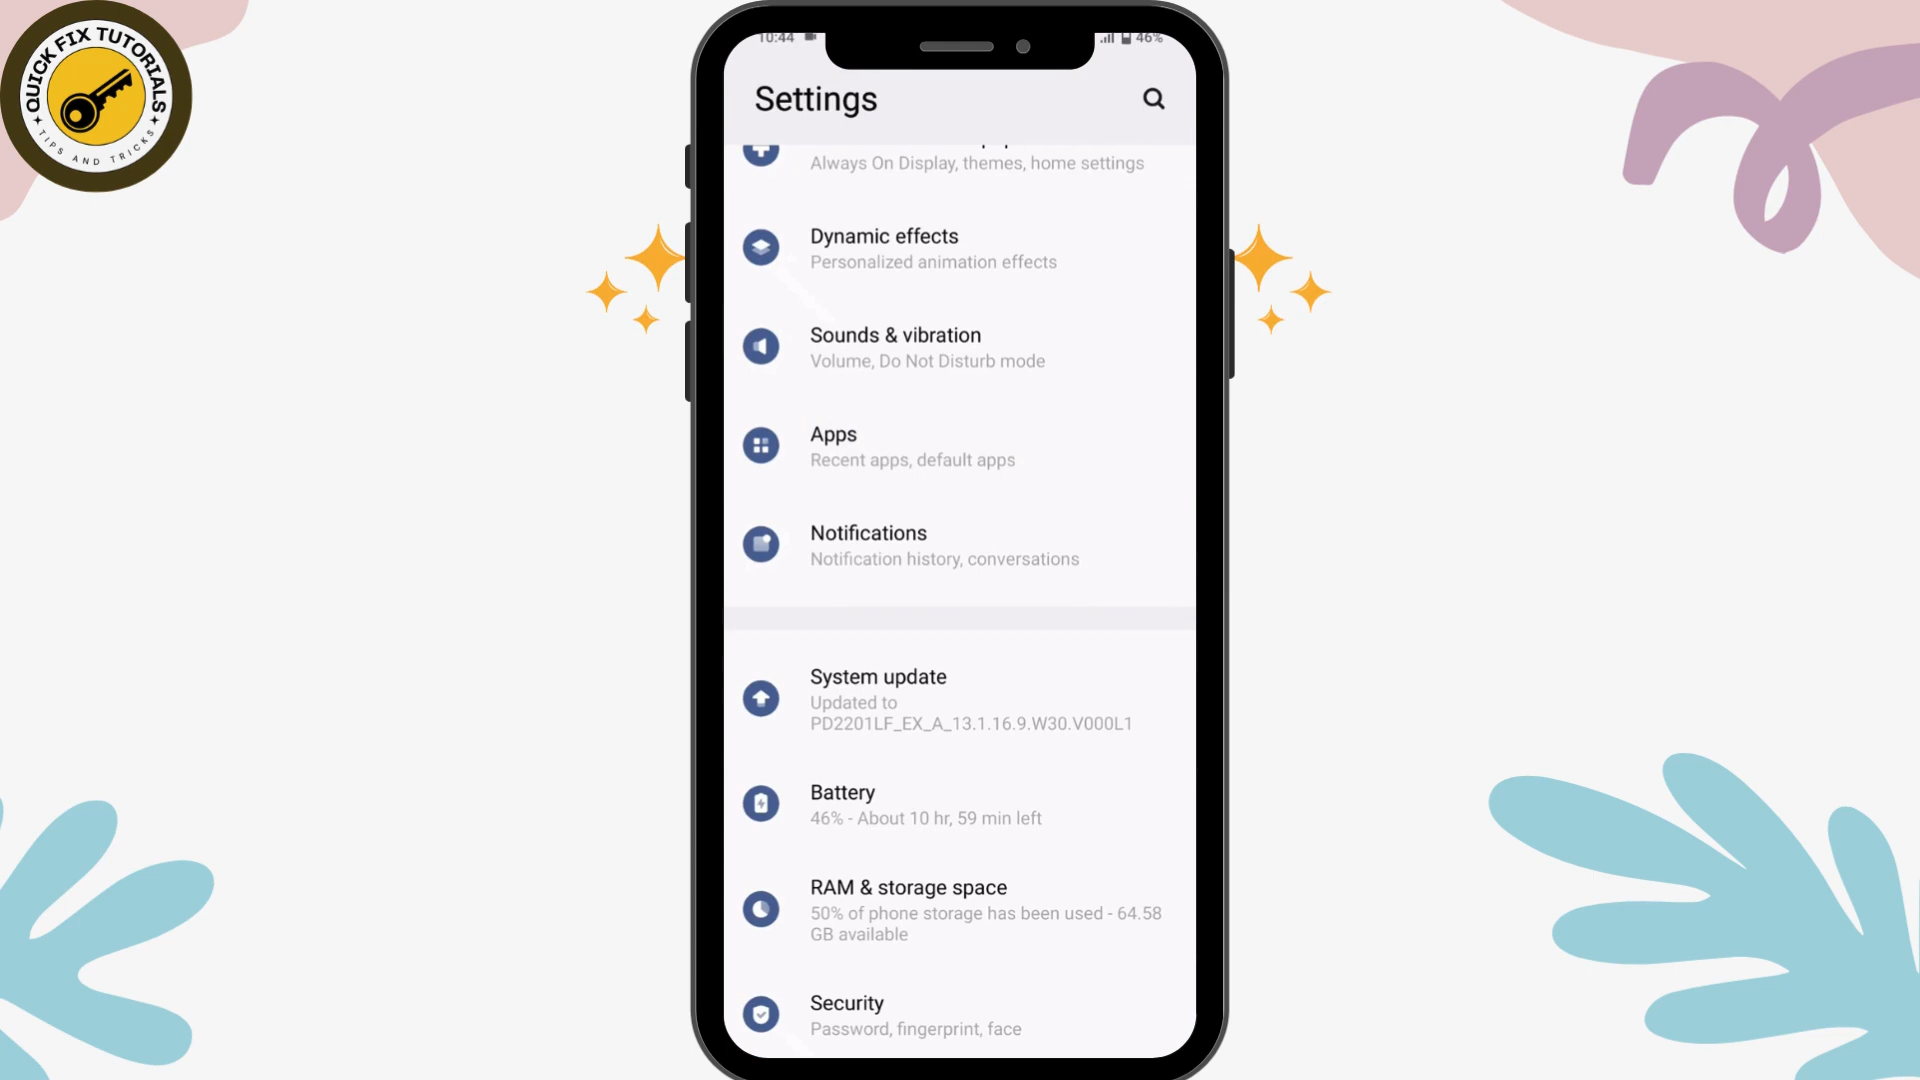 QUICK FIX TUTORIALS
TIPS AND TRICKS
10:44
46%
Settings
Always On Display, themes, home settings
Dynamic effects
Personalized animation effects
Sounds & vibration
Volume, Do Not Disturb mode
Apps
Recent apps, default apps
Notifications
Notification history, conversations
System update
Updated to
PD2201LF_EX_A_13.1.16.9.W30.V000L1
Battery
46% - About 10 hr, 59 min left
RAM & storage space
50% of phone storage has been used - 64.58
GB available
Security
Password, fingerprint, face